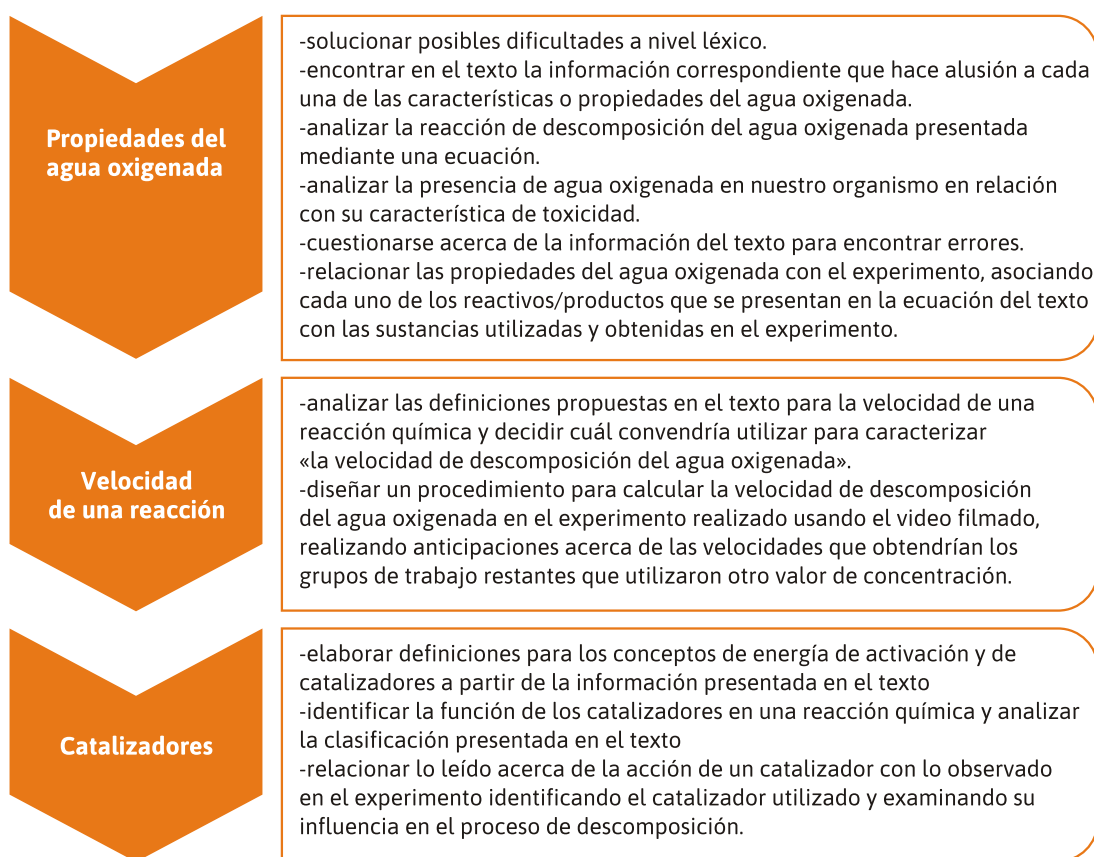 Propiedades del
agua oxigenada
-solucionar posibles dificultades a nivel léxico.
-encontrar en el texto la información correspondiente que hace alusión a cada
una de las características o propiedades del agua oxigenada.
-analizar la reacción de descomposición del agua oxigenada presentada
mediante una ecuación.
-analizar la presencia de agua oxigenada en nuestro organismo en relación
con su característica de toxicidad.
-cuestionarse acerca de la información del texto para encontrar errores.
-relacionar las propiedades del agua oxigenada con el experimento, asociando
cada uno de los reactivos/productos que se presentan en la ecuación del texto
con las sustancias utilizadas y obtenidas en el experimento.
Velocidad
de una reacción
-analizar las definiciones propuestas en el texto para la velocidad de una
reacción química y decidir cuál convendría utilizar para caracterizar
«la velocidad de descomposición del agua oxigenada».
-diseñar un procedimiento para calcular la velocidad de descomposición
del agua oxigenada en el experimento realizado usando el video filmado,
realizando anticipaciones acerca de las velocidades que obtendrían los
grupos de trabajo restantes que utilizaron otro valor de concentración.
Catalizadores
-elaborar definiciones para los conceptos de energía de activación y de
catalizadores a partir de la información presentada en el texto
-identificar la función de los catalizadores en una reacción química y analizar
la clasificación presentada en el texto
-relacionar lo leído acerca de la acción de un catalizador con lo observado
en el experimento identificando el catalizador utilizado y examinando su
influencia en el proceso de descomposición.